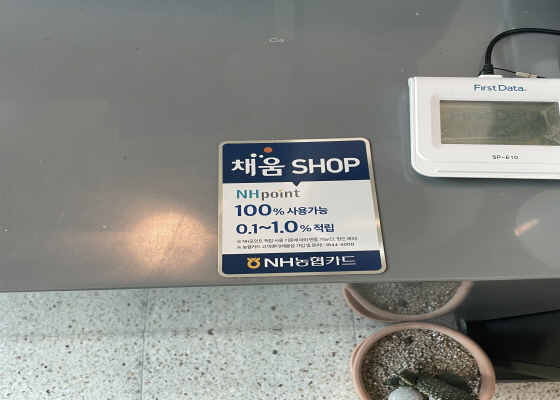 채움 SHOP
NHpoint
100% 사용가능
0.1~1.0% 적립
NH농협카드
First Data
SP-E10